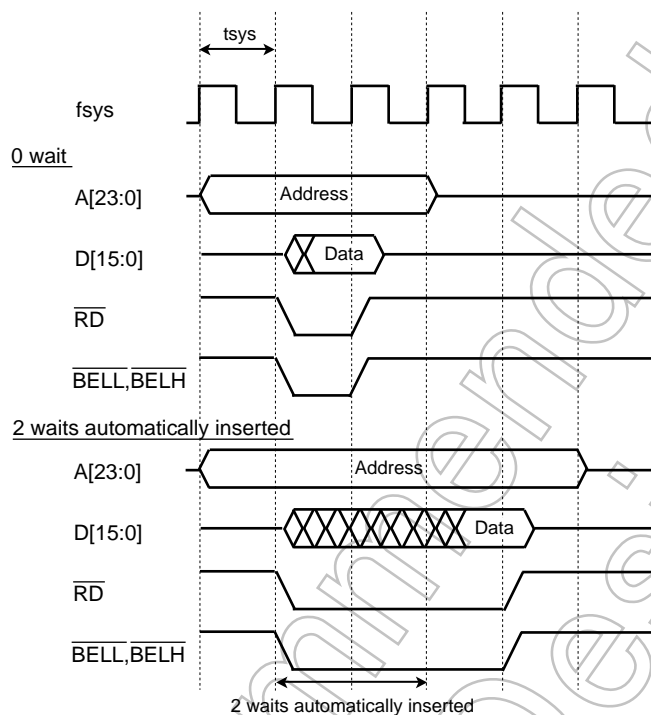 tsys
fsys
0 wait
A[23:0]
Address
D[15:0]
Data
RD
BELL,BELH
2 waits automatically inserted
A[23:0]
Address
D[15:0]
Data
RD
BELL,BELH
2 waits automatically inserted